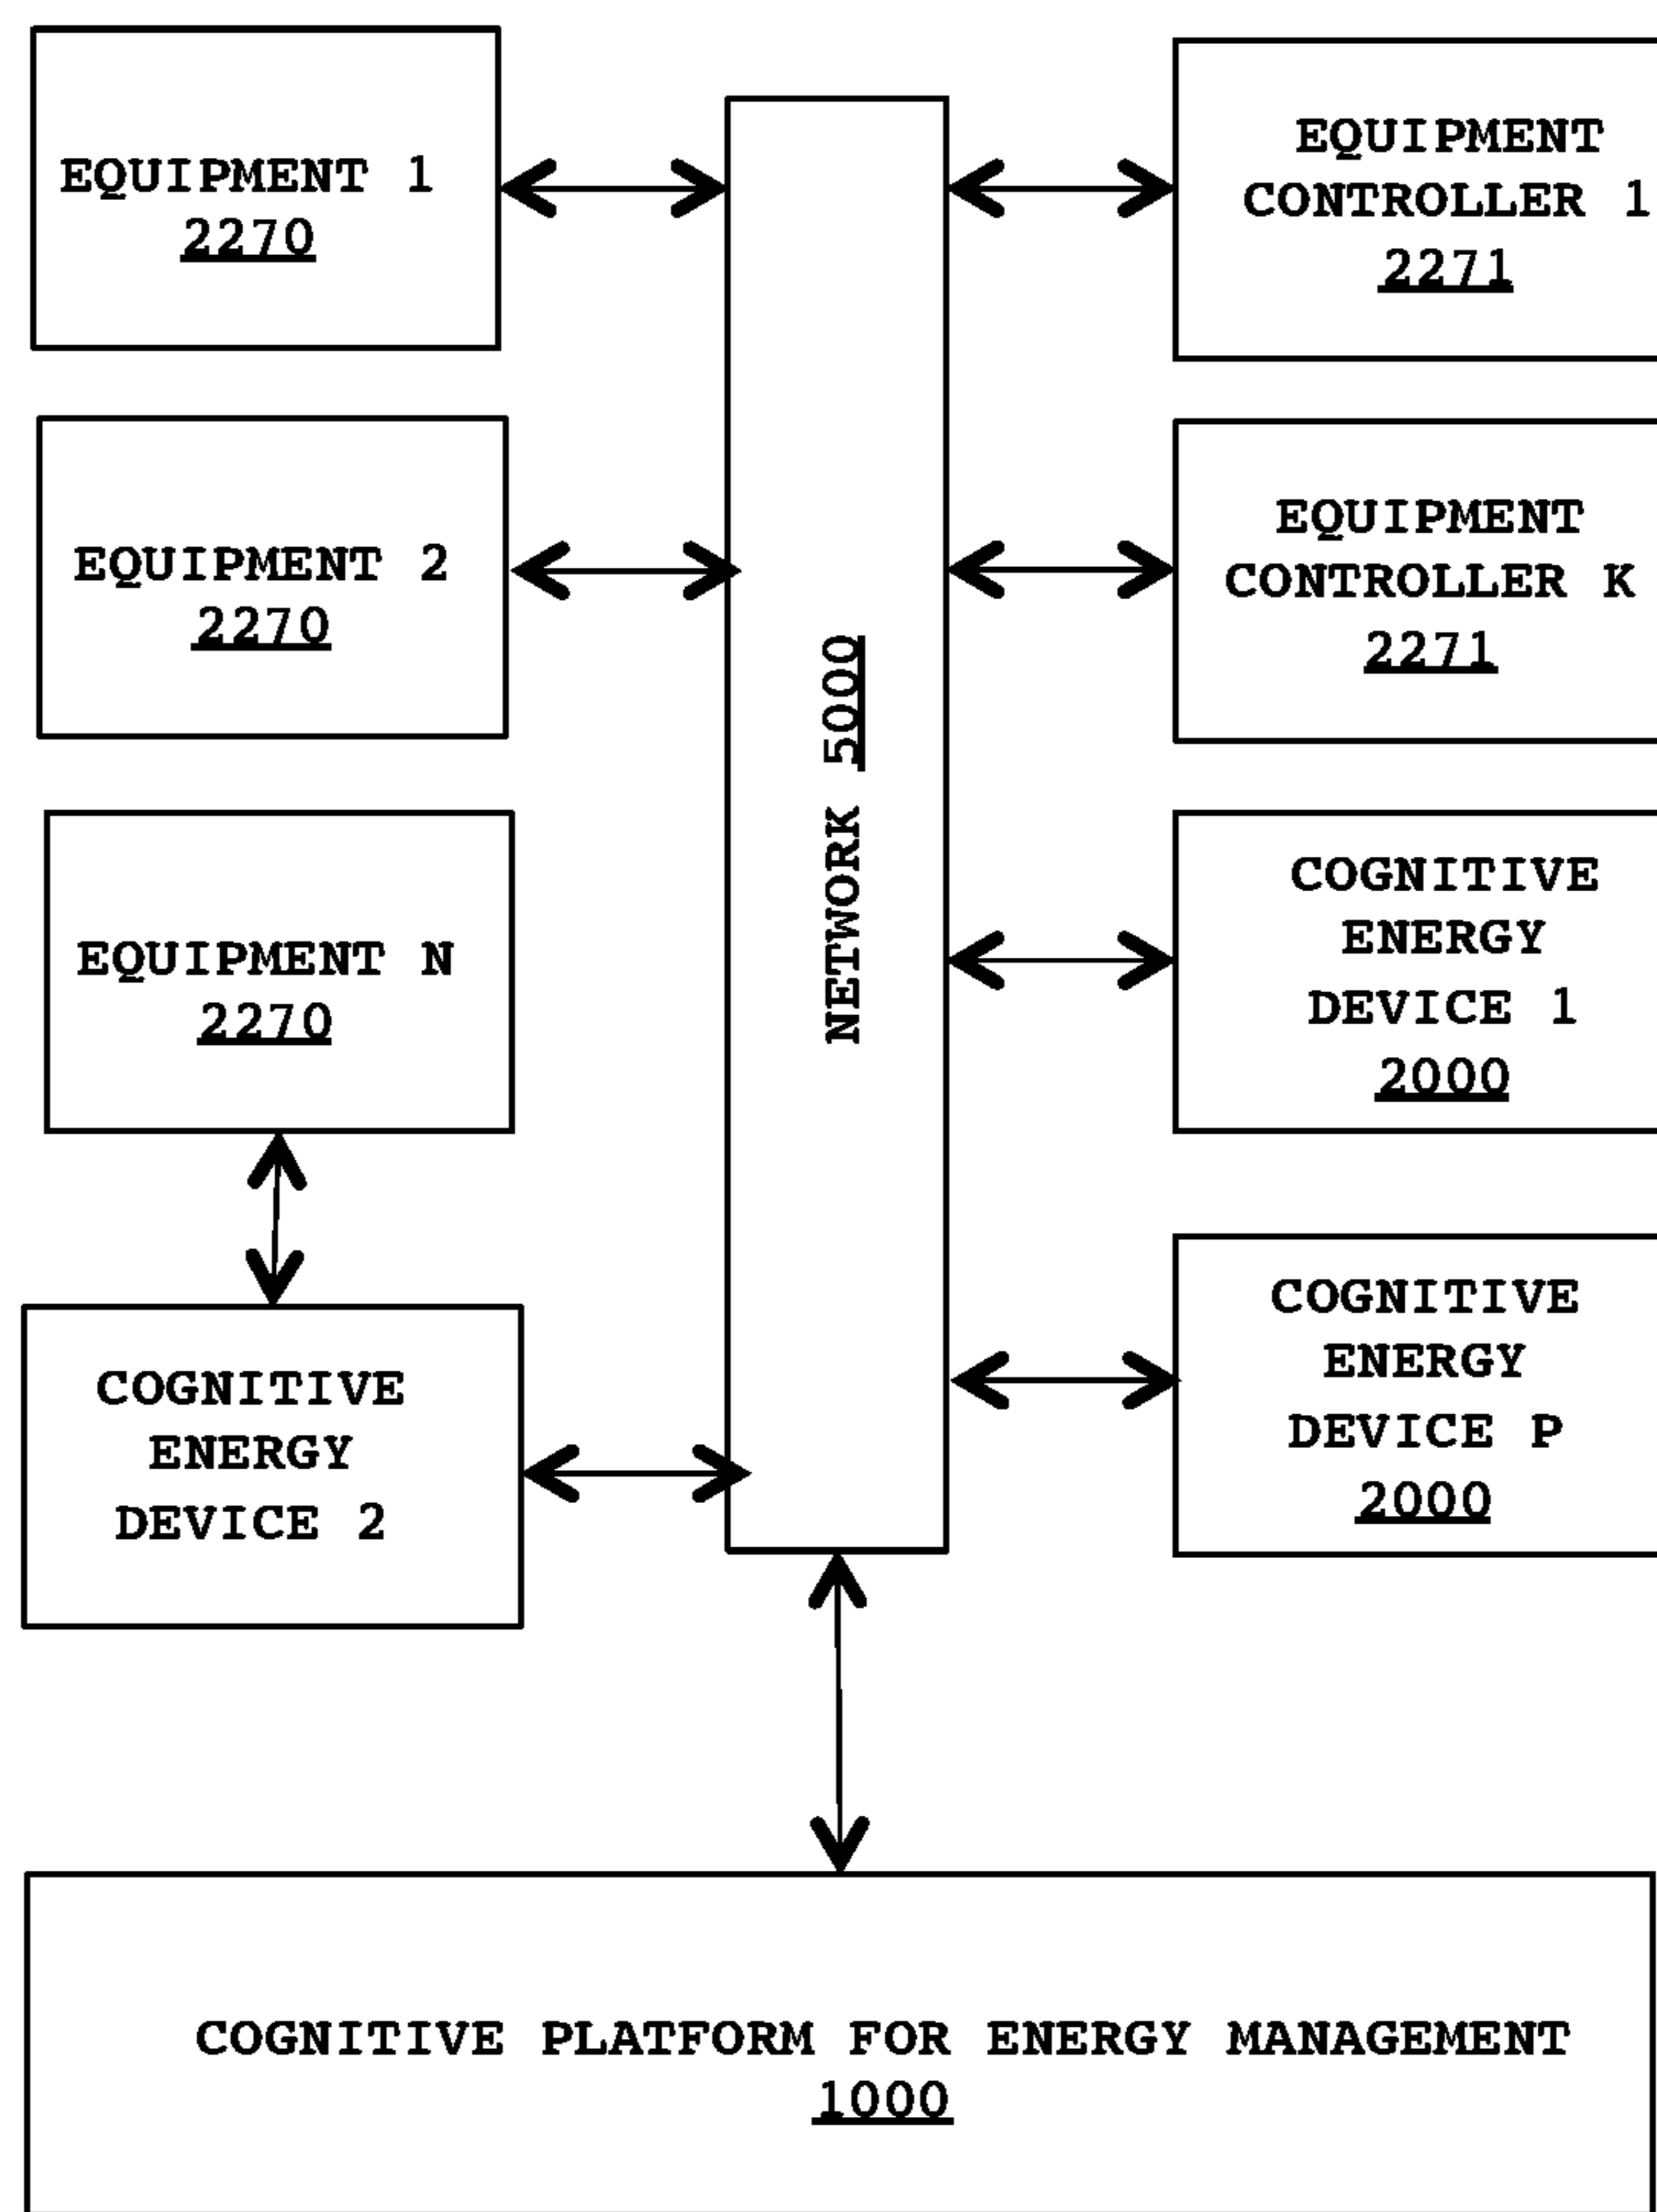 EQUIPMENT 1
2270
EQUIPMENT
CONTROLLER 1
2271
EQUIPMENT 2
2270
EQUIPMENT
CONTROLLER K
2271
NETWORK 5000
EQUIPMENT N
2270
COGNITIVE
ENERGY
DEVICE 1
2000
COGNITIVE
ENERGY
DEVICE 2
COGNITIVE
ENERGY
DEVICE P
2000
COGNITIVE PLATFORM FOR ENERGY MANAGEMENT
1000